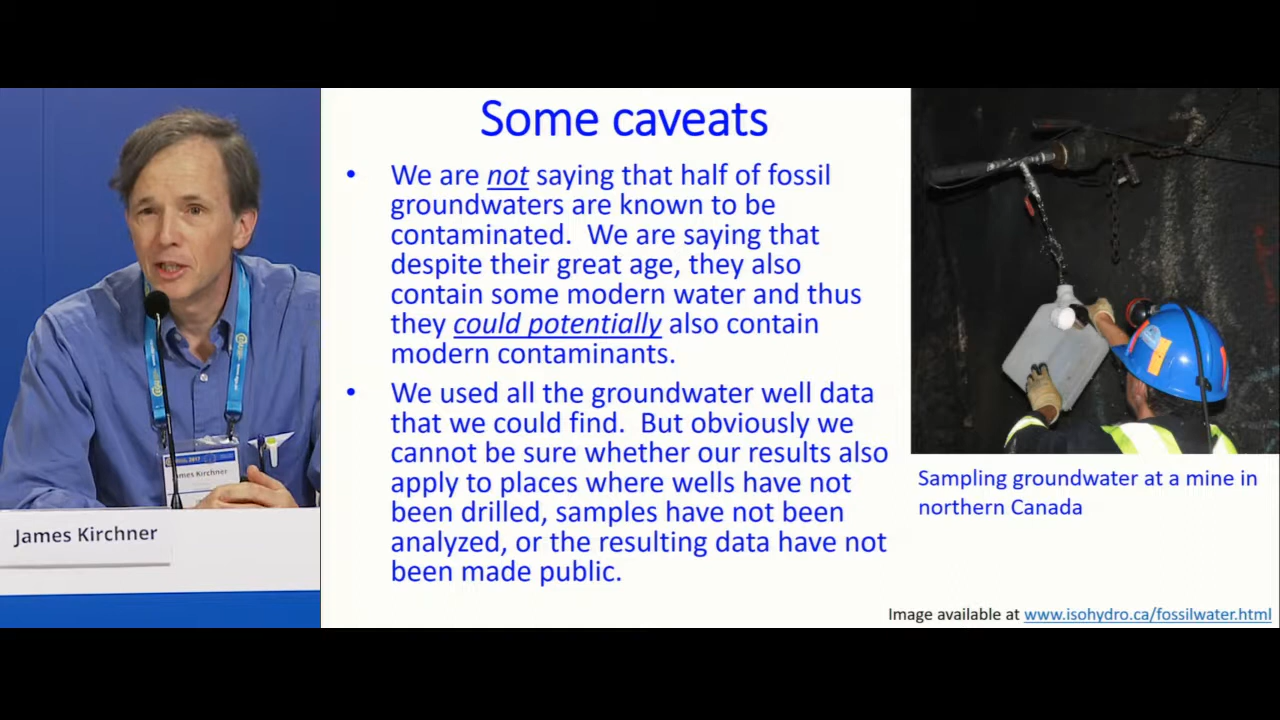 Some caveats
• We are not saying that half of fossil
groundwaters are known to be
contaminated. We are saying that
despite their great age, they also
contain some modern water and thus
they could potentially also contain
modern contaminants.
• We used all the groundwater well data
that we could find. But obviously we
cannot be sure whether our results also
apply to places where wells have not
been drilled, samples have not been
analyzed, or the resulting data have not
been made public.
Sampling groundwater at a mine in
northern Canada
Image available at www.isohydro.ca/fossilwater.html
James Kirchner
James Kirchner